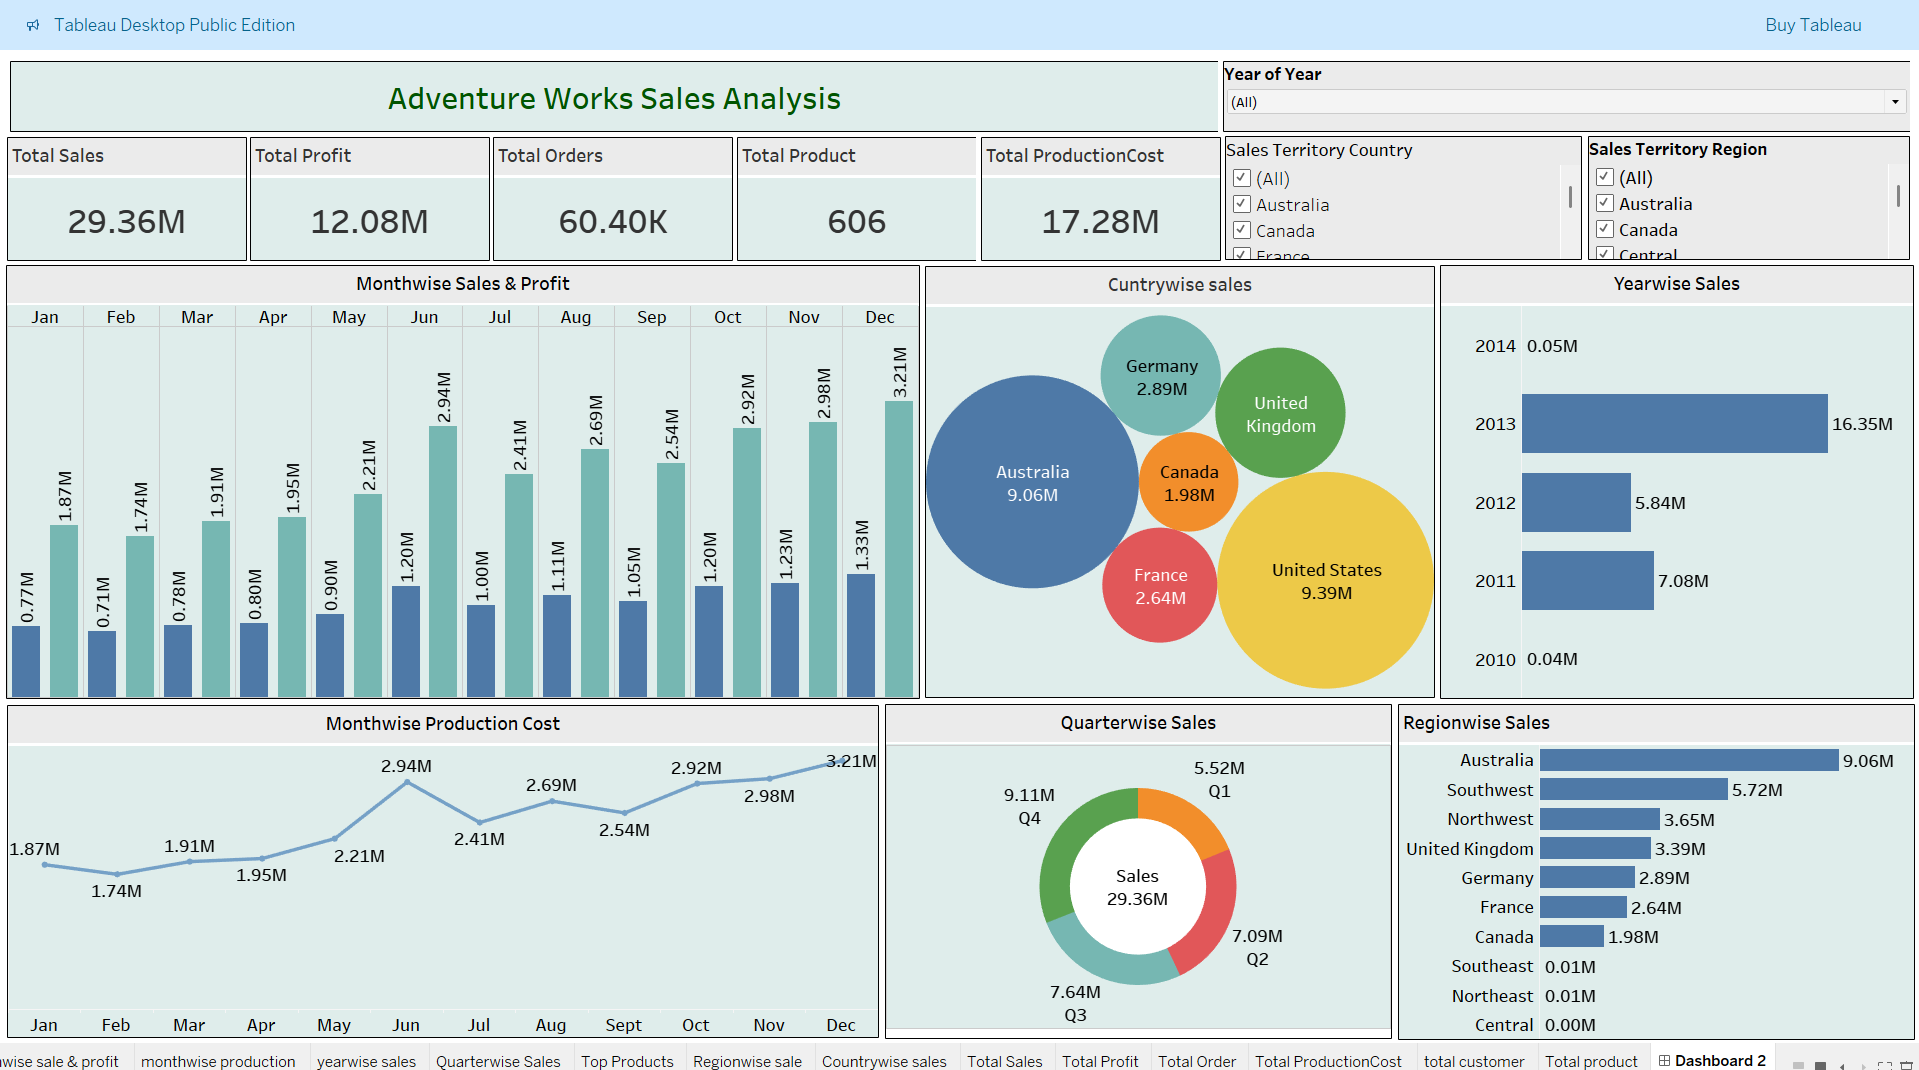 Tableau Desktop Public Edition
Buy Tableau
Adventure Works Sales Analysis
Year of Year
(All)
Total Sales
29.36M
Total Profit
12.08M
Total Orders
60.40K
Total Product
606
Total ProductionCost
17.28M
Sales Territory Country
(All)
Australia
Canada
France
Sales Territory Region
(All)
Australia
Canada
Central
Monthwise Sales & Profit
Jan Feb Mar Apr May Jun Jul Aug Sep Oct Nov Dec
0.77M 1.87M 0.71M 1.74M 0.78M 1.91M 0.80M 1.95M 0.90M 2.21M 1.20M 2.94M 1.00M 2.41M 1.11M 2.69M 1.05M 2.54M 1.20M 2.92M 1.23M 2.98M 1.33M 3.21M
Cuntrywise sales
Germany
2.89M
United
Kingdom
Australia
9.06M
Canada
1.98M
France
2.64M
United States
9.39M
Yearwise Sales
2014 0.05M
2013 16.35M
2012 5.84M
2011 7.08M
2010 0.04M
Monthwise Production Cost
1.87M 1.74M 1.91M 1.95M 2.21M 2.94M 2.41M 2.69M 2.54M 2.92M 2.98M 3.21M
Jan Feb Mar Apr May Jun Jul Aug Sept Oct Nov Dec
Quarterwise Sales
5.52M
Q1
9.11M
Q4
Sales
29.36M
7.09M
Q2
7.64M
Q3
Regionwise Sales
Australia 9.06M
Southwest 5.72M
Northwest 3.65M
United Kingdom 3.39M
Germany 2.89M
France 2.64M
Canada 1.98M
Southeast 0.01M
Northeast 0.01M
Central 0.00M
wise sale & profit monthwise production yearwise sales Quarterwise Sales Top Products Regionwise sale Countrywise sales Total Sales Total Profit Total Order Total ProductionCost total customer Total product Dashboard 2